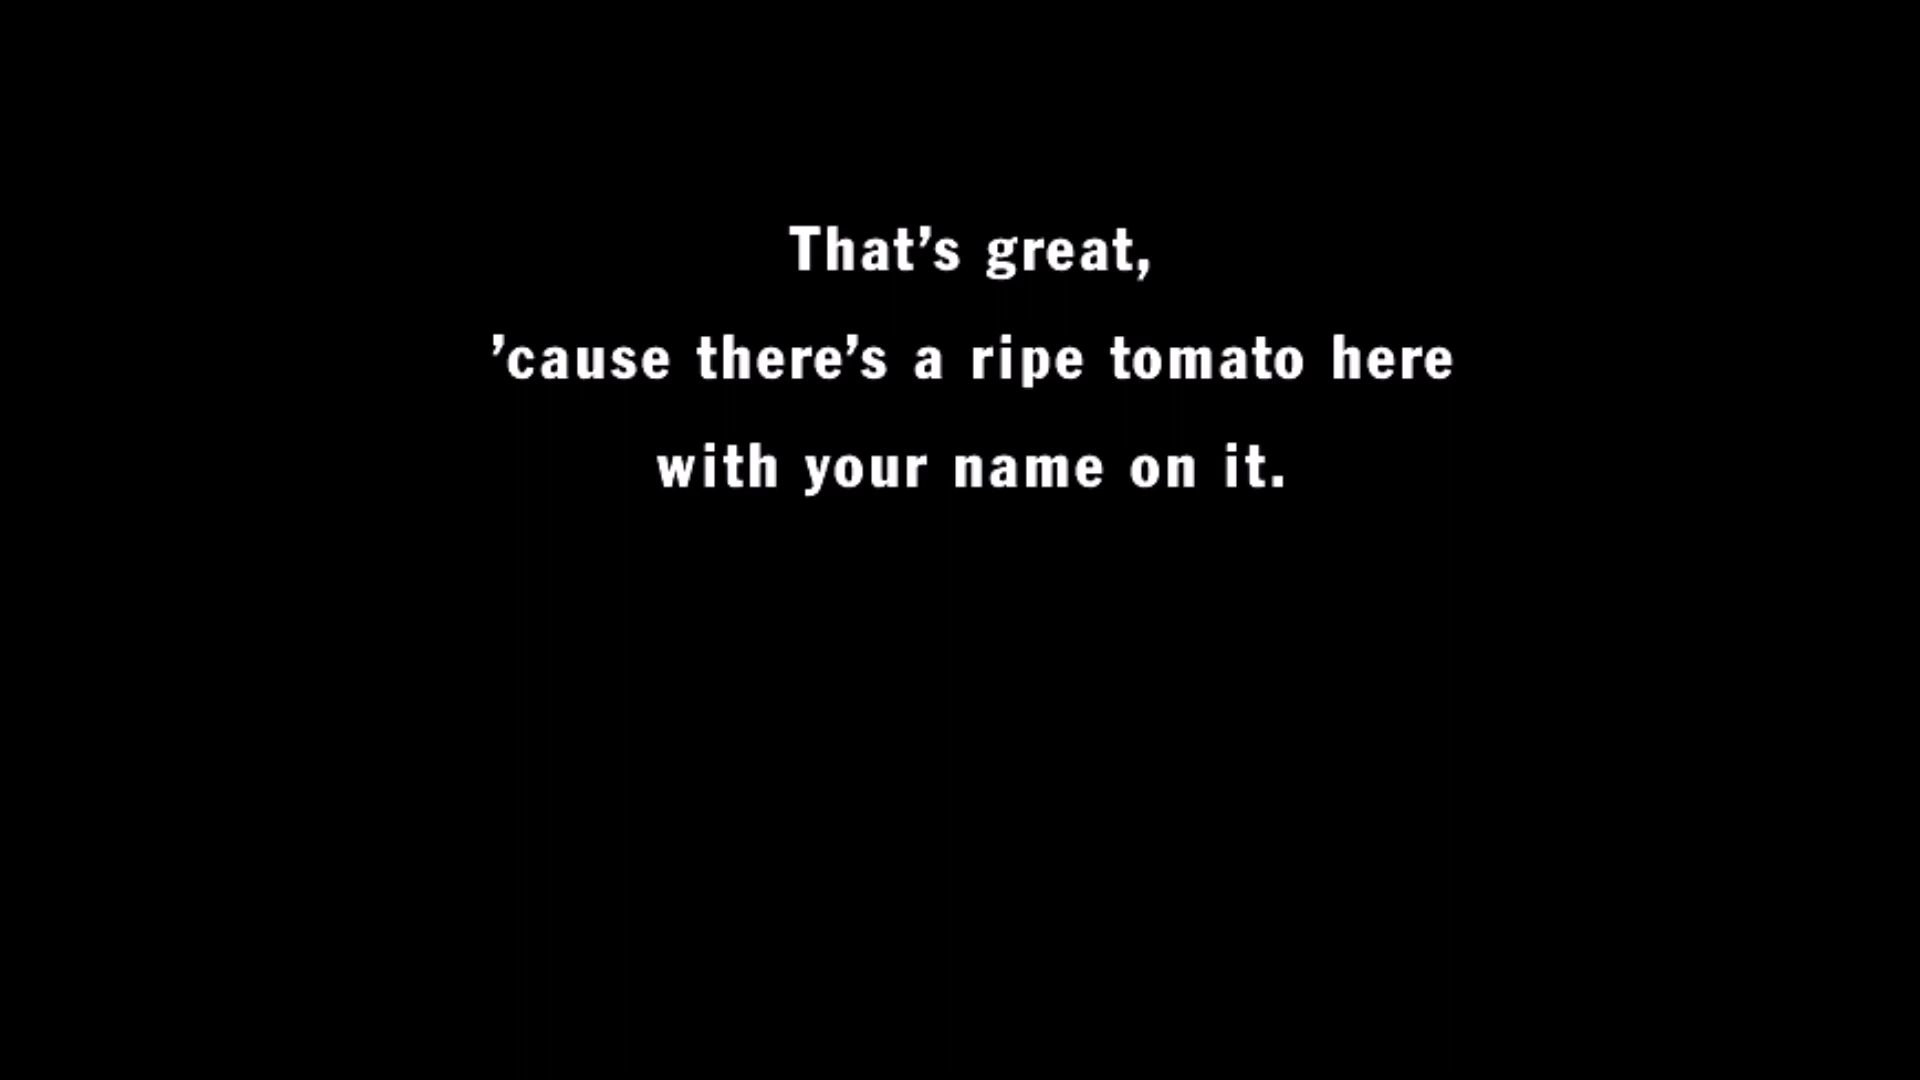 That’s great,
’cause there’s a ripe tomato here
with your name on it.